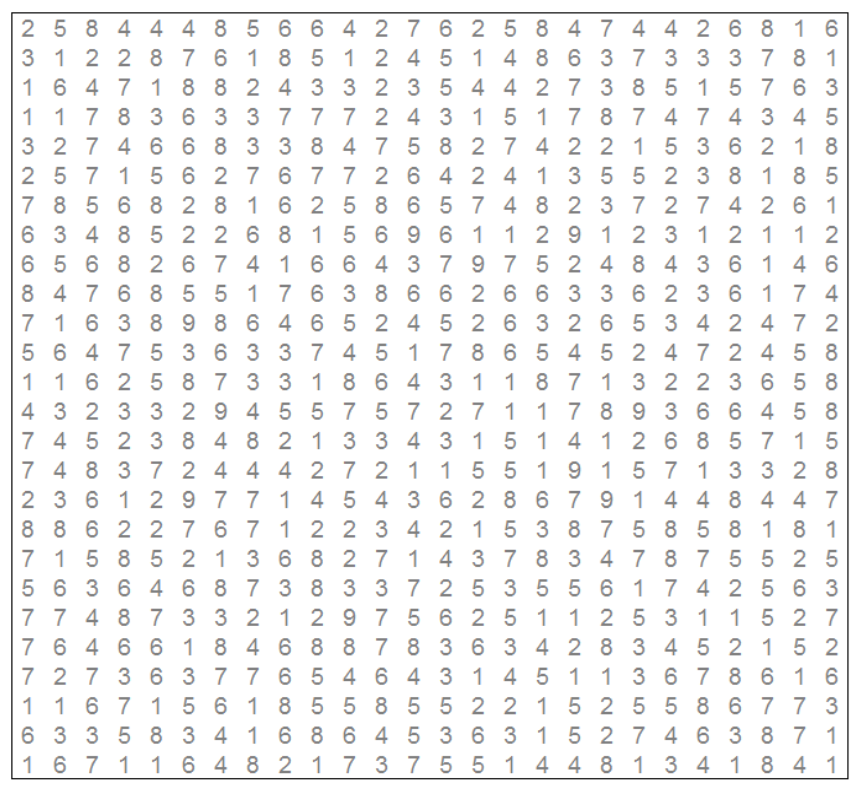 2 5 8 4 4 4 8 5 6 6 4 2 7 6 2 5 8 4 7 4 4 2 6 8 1 6
3 1 2 2 8 7 6 1 8 5 1 2 4 5 1 4 8 6 3 7 3 3 3 7 8 1
1 6 4 7 1 8 8 2 4 3 3 2 3 5 4 4 2 7 3 8 5 1 5 7 6 3
1 1 7 8 3 6 3 3 7 7 7 2 4 3 1 5 1 7 8 7 4 7 4 3 4 5
3 2 7 4 6 6 8 3 3 8 4 7 5 8 2 7 4 2 2 1 5 3 6 2 1 8
2 5 7 1 5 6 2 7 6 7 7 2 6 4 2 4 1 3 5 5 2 3 8 1 8 5
7 8 5 6 8 2 8 1 6 2 5 8 6 5 7 4 8 2 3 7 2 7 4 2 6 1
6 3 4 8 5 2 2 6 8 1 5 6 9 6 1 1 2 9 1 2 3 1 2 1 1 2
6 5 6 8 2 6 7 4 1 6 6 4 3 7 9 7 5 2 4 8 4 3 6 1 4 6
8 4 7 6 8 5 5 1 7 6 3 8 6 6 2 6 6 3 3 6 2 3 6 1 7 4
7 1 6 3 8 9 8 6 4 6 5 2 4 5 2 6 3 2 6 5 3 4 2 4 7 2
5 6 4 7 5 3 6 3 3 7 4 5 1 7 8 6 5 4 5 2 4 7 2 4 5 8
1 1 6 2 5 8 7 3 3 1 8 6 4 3 1 1 8 7 1 3 2 2 3 6 5 8
4 3 2 3 3 2 9 4 5 5 7 5 7 2 7 1 1 7 8 9 3 6 6 4 5 8
7 4 5 2 3 8 4 8 2 1 3 3 4 3 1 5 1 4 1 2 6 8 5 7 1 5
7 4 8 3 7 2 4 4 4 2 7 2 1 1 5 5 1 9 1 5 7 1 3 3 2 8
2 3 6 1 2 9 7 7 1 4 5 4 3 6 2 8 6 7 9 1 4 4 8 4 4 7
8 8 6 2 2 7 6 7 1 2 2 3 4 2 1 5 3 8 7 5 8 5 8 1 8 1
7 1 5 8 5 2 1 3 6 8 2 7 1 4 3 7 8 3 4 7 8 7 5 5 2 5
5 6 3 6 4 6 8 7 3 8 3 3 7 2 5 3 5 5 6 1 7 4 2 5 6 3
7 7 4 8 7 3 3 2 1 2 9 7 5 6 2 5 1 1 2 5 3 1 1 5 2 7
7 6 4 6 6 1 8 4 6 8 8 7 8 3 6 3 4 2 8 3 4 5 2 1 5 2
7 2 7 3 6 3 7 7 6 5 4 6 4 3 1 4 5 1 1 3 6 7 8 6 1 6
1 1 6 7 1 5 6 1 8 5 5 8 5 5 2 2 1 5 2 5 5 8 6 7 7 3
6 3 3 5 8 3 4 1 6 8 6 4 5 3 6 3 1 5 2 7 4 6 3 8 7 1
1 6 7 1 1 6 4 8 2 1 7 3 7 5 5 1 4 4 8 1 3 4 1 8 4 1